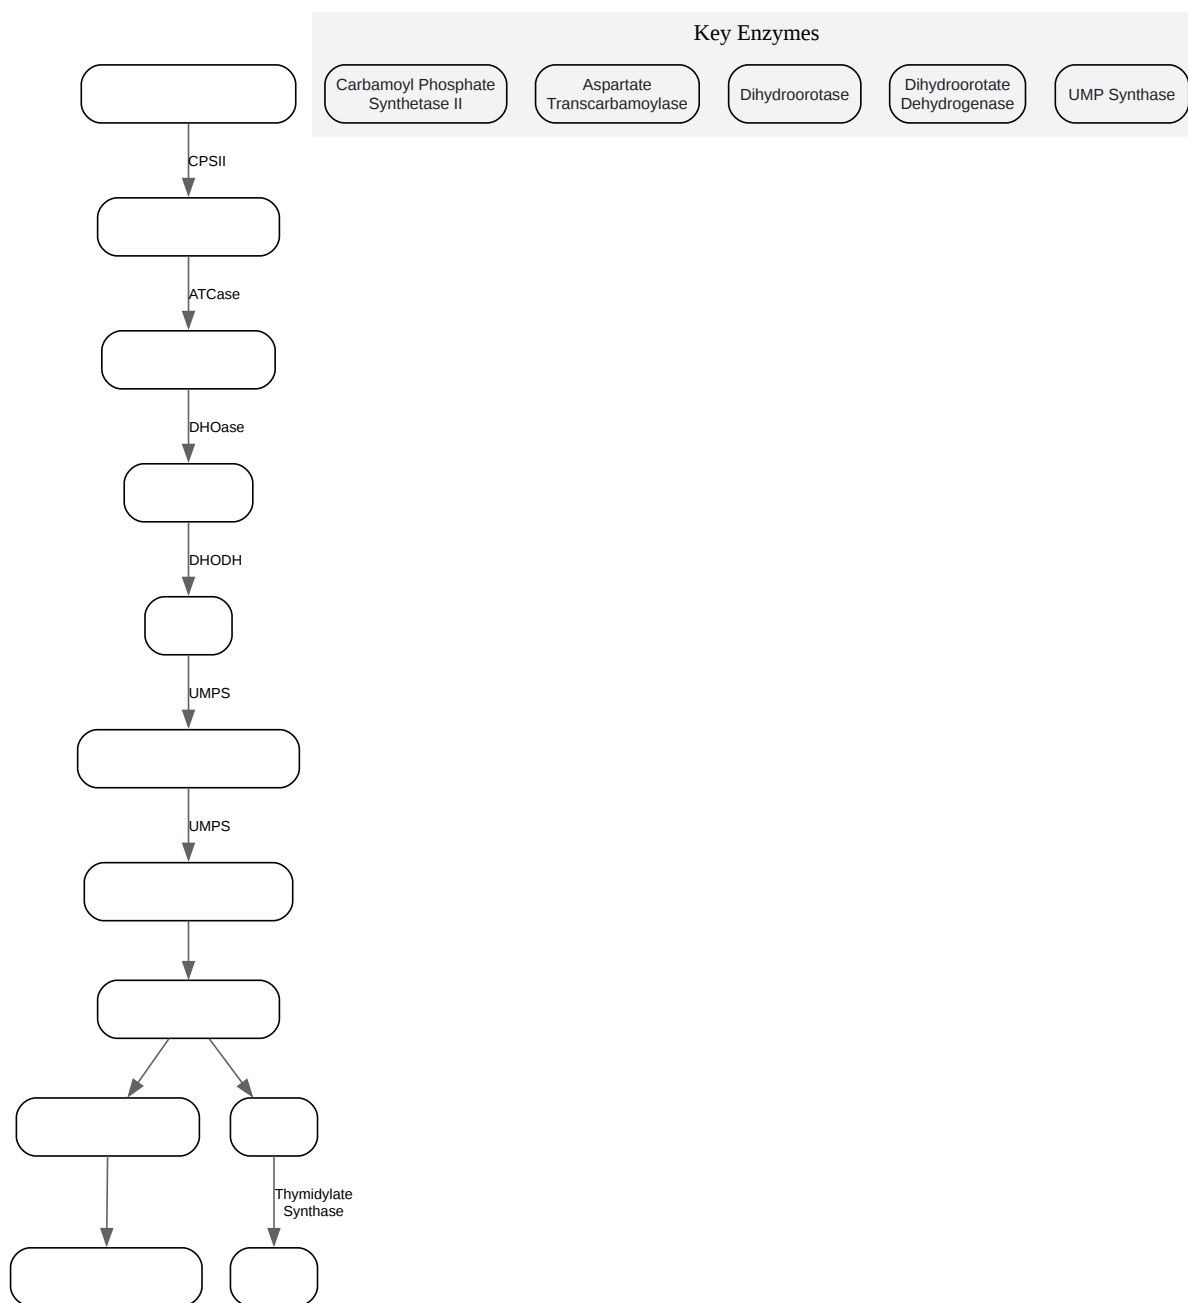 Key Enzymes
Carbamoyl Phosphate
Synthetase II
Aspartate
Transcarbamoylase
Dihydroorotase
Dihydroorotate
Dehydrogenase
UMP Synthase
CPSII
ATCase
DHOase
DHODH
UMPS
UMPS
Thymidylate
Synthase